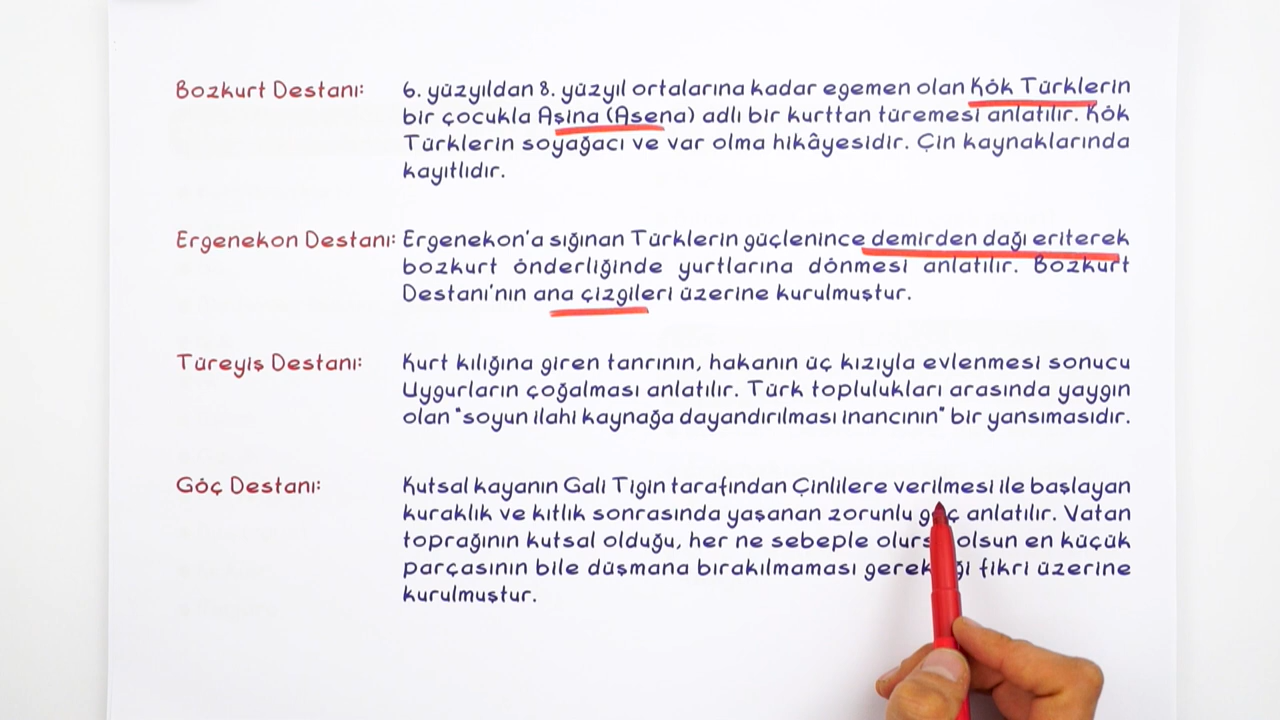 Bozkurt Destanı: 6. yüzyıldan 8. yüzyıl ortalarına kadar egemen olan Kök Türklerin
bir çocukla Aşina (Asena) adlı bir kurttan türemesi anlatılır. Kök
Türklerin soyağacı ve var olma hikâyesidir. Çin kaynaklarında
kayıtlıdır.
Ergenekon Destanı: Ergenekon'a sığınan Türklerin güçlenince demirden dağı eriterek
bozkurt önderliğinde yurtlarına dönmesi anlatılır. Bozkurt
Destanı'nın ana çizgileri üzerine kurulmuştur.
Türeyiş Destanı: Kurt kılığına giren tanrının, hakanın üç kızıyla evlenmesi sonucu
Uygurların çoğalması anlatılır. Türk toplulukları arasında yaygın
olan "soyun ilahi kaynağa dayandırılması inancının" bir yansımasıdır.
Göç Destanı: Kutsal kayanın Gali Tigin tarafından Çinlilere verilmesi ile başlayan
kuraklık ve kıtlık sonrasında yaşanan zorunlu göç anlatılır. Vatan
toprağının kutsal olduğu, her ne sebeple olursa olsun en küçük
parçasının bile düşmana bırakılmaması gerektiği fikri üzerine
kurulmuştur.